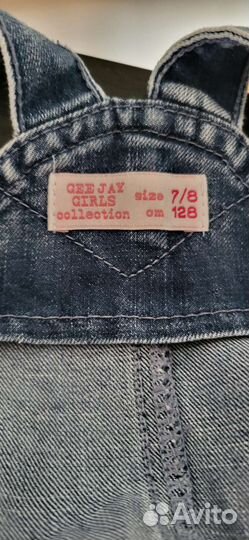 GEE JAY
GIRLS
collection
size 7/8
cm 128
Avito